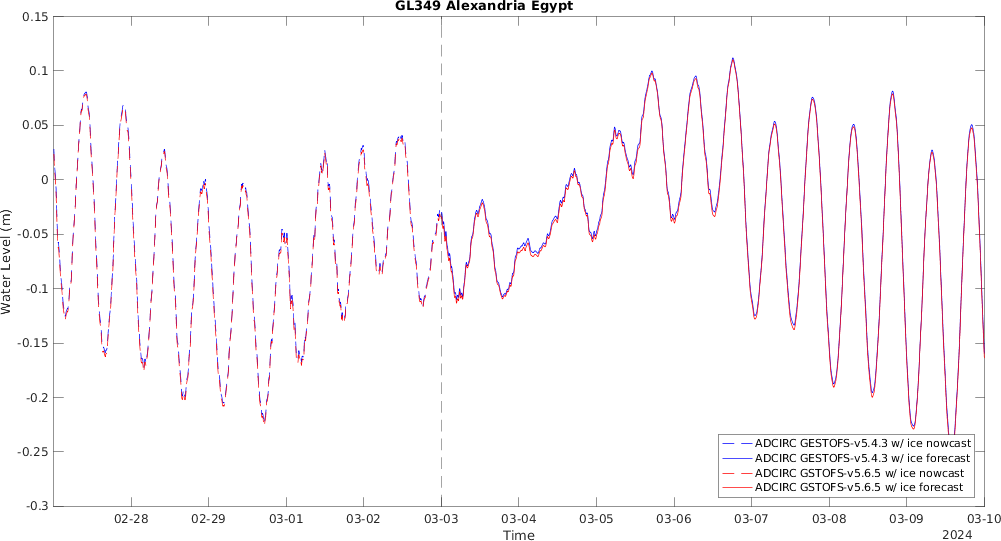 GL349 Alexandria Egypt
0.15
0.1
0.05
0
-0.05
-0.1
-0.15
-0.2
-0.25
-0.3
Water Level (m)
ADCIRC GESTOFS-v5.4.3 w/ ice nowcast
ADCIRC GESTOFS-v5.4.3 w/ ice forecast
ADCIRC GSTOFS-v5.6.5 w/ ice nowcast
ADCIRC GSTOFS-v5.6.5 w/ ice forecast
02-28 02-29 03-01 03-02 03-03 03-04 03-05 03-06 03-07 03-08 03-09 03-10
Time
2024